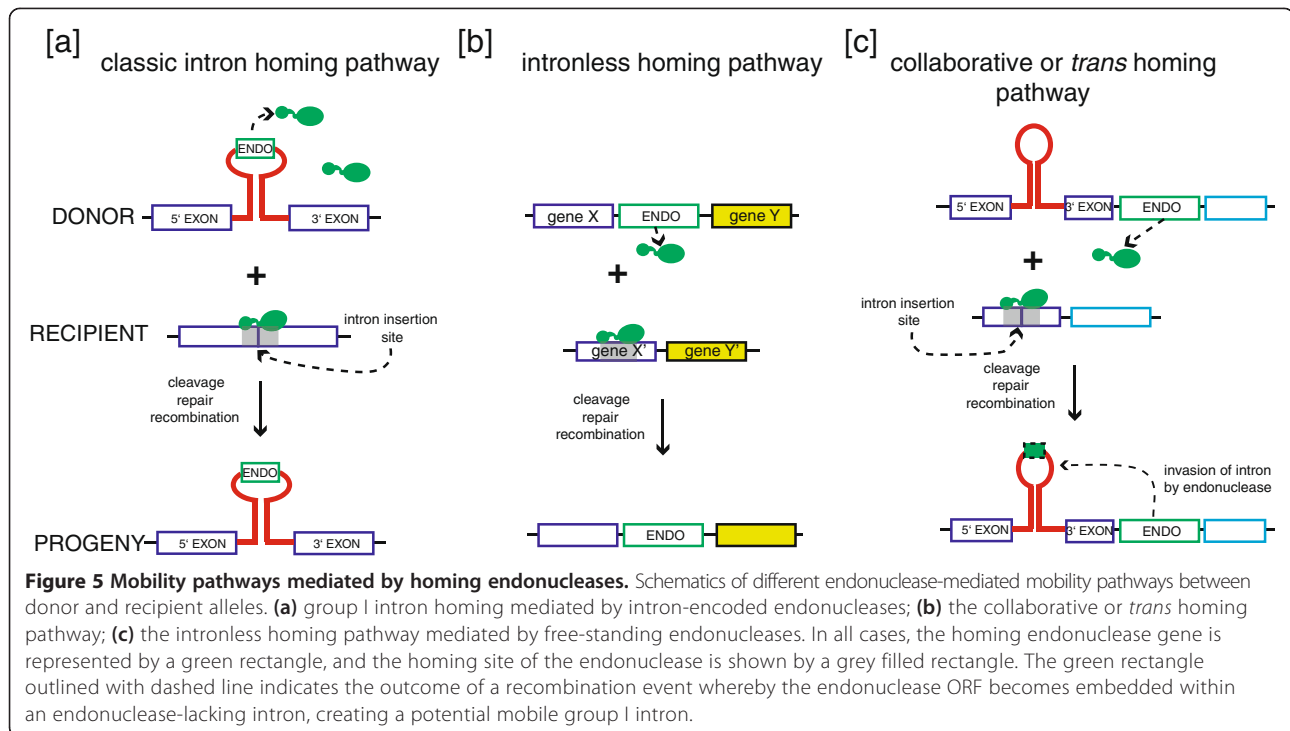 [a]
classic intron homing pathway
[b]
intronless homing pathway
[c]
collaborative or trans homing
pathway
ENDO
DONOR
5' EXON
3' EXON
gene X
ENDO
gene Y
5' EXON
3' EXON
ENDO
+
+
+
RECIPIENT
intron insertion
site
gene X'
gene Y'
intron insertion
site
cleavage
repair
recombination
cleavage
repair
recombination
cleavage
repair
recombination
ENDO
invasion of intron
by endonuclease
PROGENY
5' EXON
3' EXON
ENDO
5' EXON
3' EXON
ENDO
Figure 5 Mobility pathways mediated by homing endonucleases. Schematics of different endonuclease-mediated mobility pathways between
donor and recipient alleles. (a) group I intron homing mediated by intron-encoded endonucleases; (b) the collaborative or trans homing
pathway; (c) the intronless homing pathway mediated by free-standing endonucleases. In all cases, the homing endonuclease gene is
represented by a green rectangle, and the homing site of the endonuclease is shown by a grey filled rectangle. The green rectangle
outlined with dashed line indicates the outcome of a recombination event whereby the endonuclease ORF becomes embedded within
an endonuclease-lacking intron, creating a potential mobile group I intron.